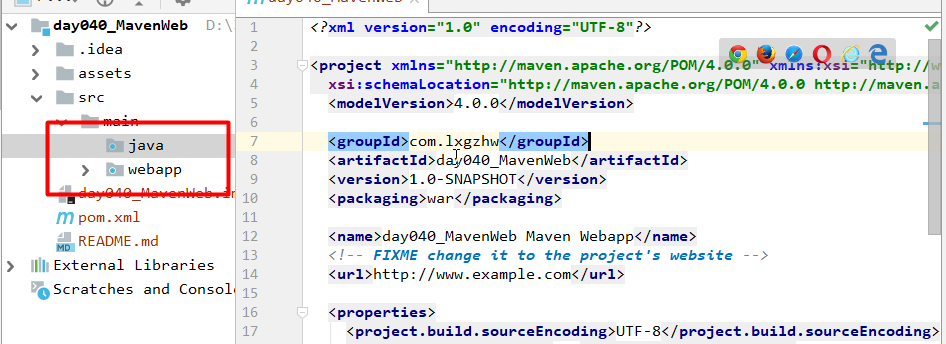 day040_MavenWeb D:\
.idea
assets
src
main
java
webapp
pom.xml
README.md
External Libraries
Scratches and Consol
day040_MavenWeb
1 <?xml version="1.0" encoding="UTF-8"?>
2
3 <project xmlns="http://maven.apache.org/POM/4.0.0" xmlns:xsi="http://w
4 xsi:schemaLocation="http://maven.apache.org/POM/4.0.0 http://maven.a
5 <modelVersion>4.0.0</modelVersion>
6
7 <groupId>com.lxgzhw</groupId>
8 <artifactId>day040_MavenWeb</artifactId>
9 <version>1.0-SNAPSHOT</version>
10 <packaging>war</packaging>
11
12 <name>day040_MavenWeb Maven Webapp</name>
13 <!-- FIXME change it to the project's website -->
14 <url>http://www.example.com</url>
15
16 <properties>
17 <project.build.sourceEncoding>UTF-8</project.build.sourceEncoding>